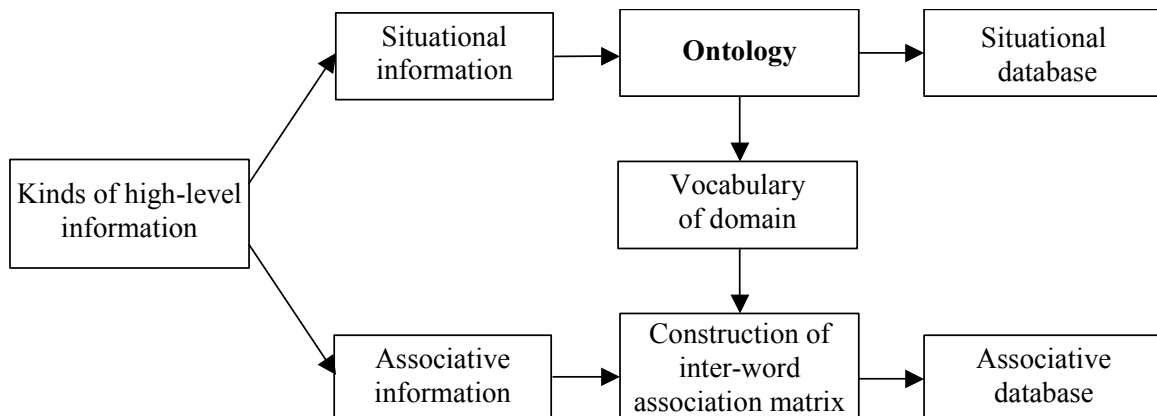 Situational
information
Ontology
Situational
database
Kinds of high-level
information
Vocabulary
of domain
Associative
information
Construction of
inter-word
association matrix
Associative
database